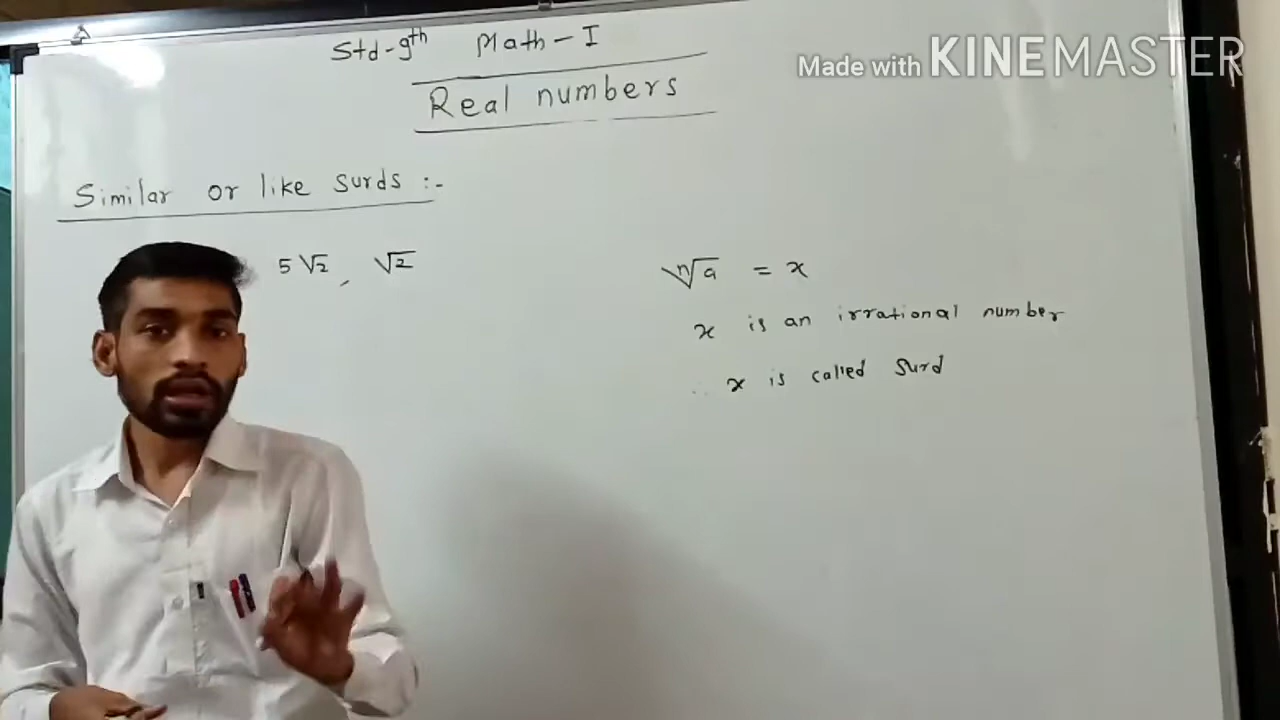 Std-9th Math-I
Made with KINEMASTER
Real numbers
Similar or like surds :-
5√2, √2
ⁿ√a = x
x is an irrational number
∴ x is called surd